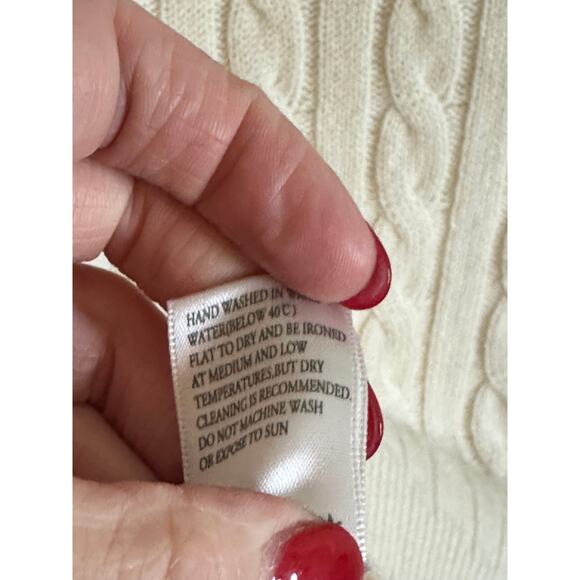 HAND WASHED IN
WATER(BELOW 40℃)
FLAT TO DRY AND BE IRONED
AT MEDIUM AND LOW
TEMPERATURES,BUT DRY
CLEANING IS RECOMMENDED.
DO NOT MACHINE WASH
OR EXPOSE TO SUN